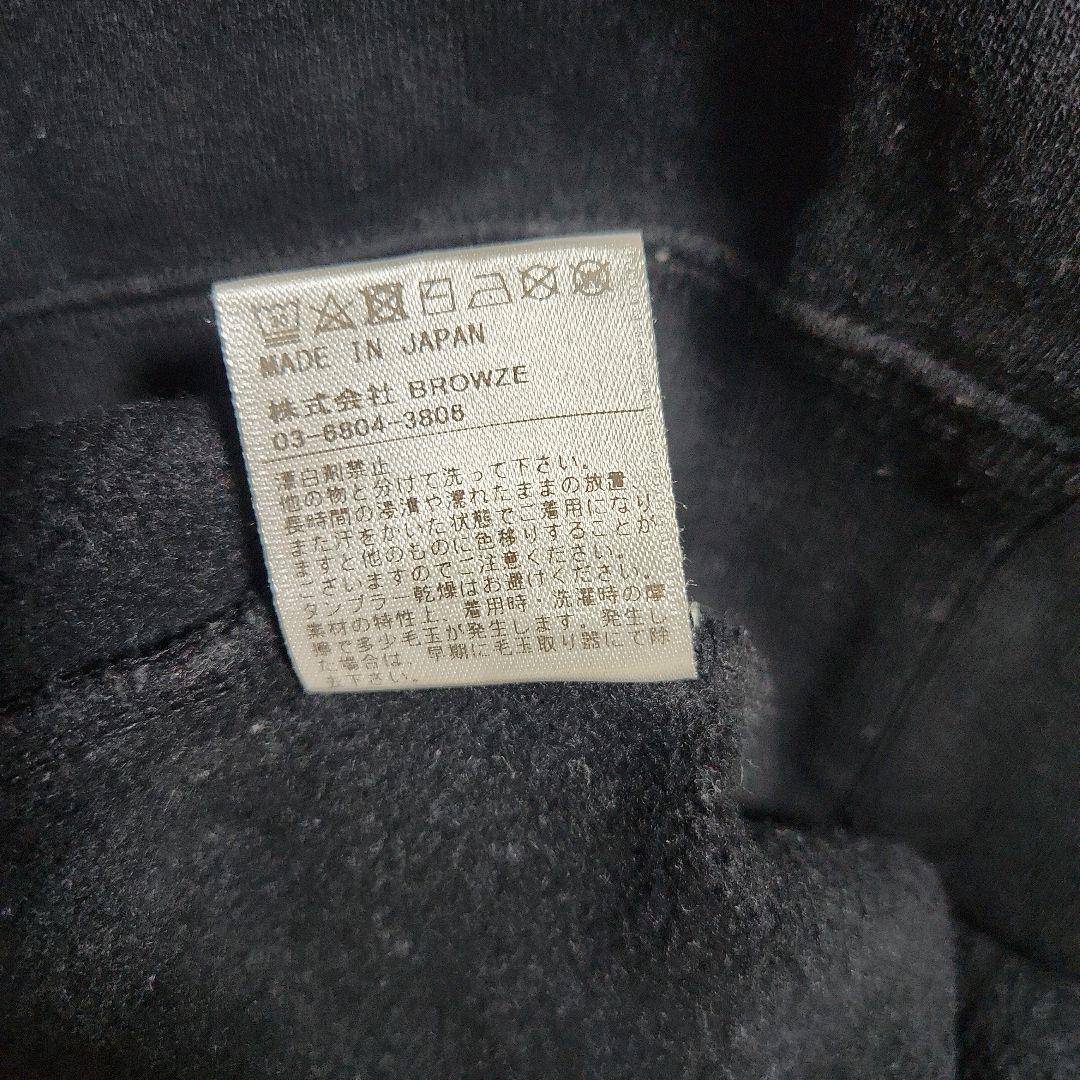 MADE IN JAPAN
株式会社 BROWZE
03-6804-3806
漂白剤禁止
他の物と分けて洗って下さい。
長時間の浸漬や濡れたままの放置
また汗をかいた状態でご着用になり
ますと他のものに色移りすることが
ございますのでご注意ください。
タンブラー乾燥はお避けください。
素材の特性上、着用時・洗濯時の摩
擦で多少毛玉が発生します。発生し
た場合は、早期に毛玉取り器にて除
去下さい。